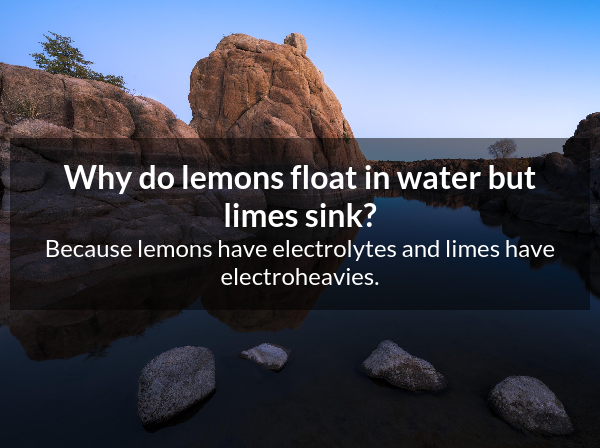 Why do lemons float in water but
limes sink?
Because lemons have electrolytes and limes have
electroheavies.